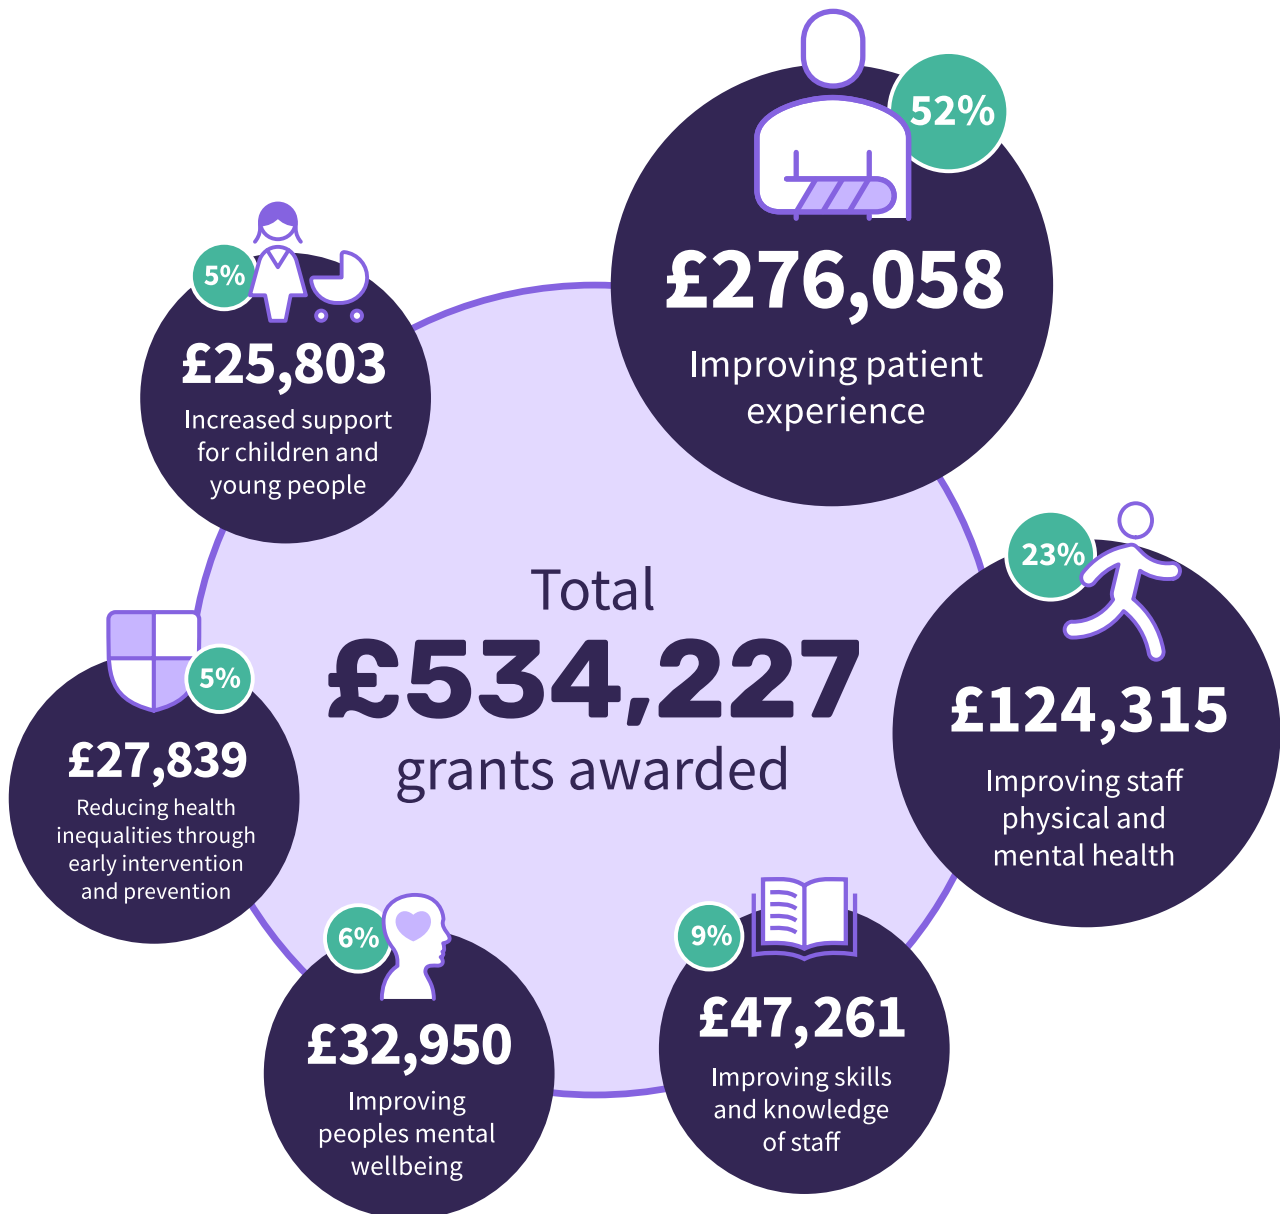 52%
£276,058
Improving patient
experience
5%
£25,803
Increased support
for children and
young people
23%
£124,315
Improving staff
physical and
mental health
Total
£534,227
grants awarded
5%
£27,839
Reducing health
inequalities through
early intervention
and prevention
6%
£32,950
Improving
peoples mental
wellbeing
9%
£47,261
Improving skills
and knowledge
of staff